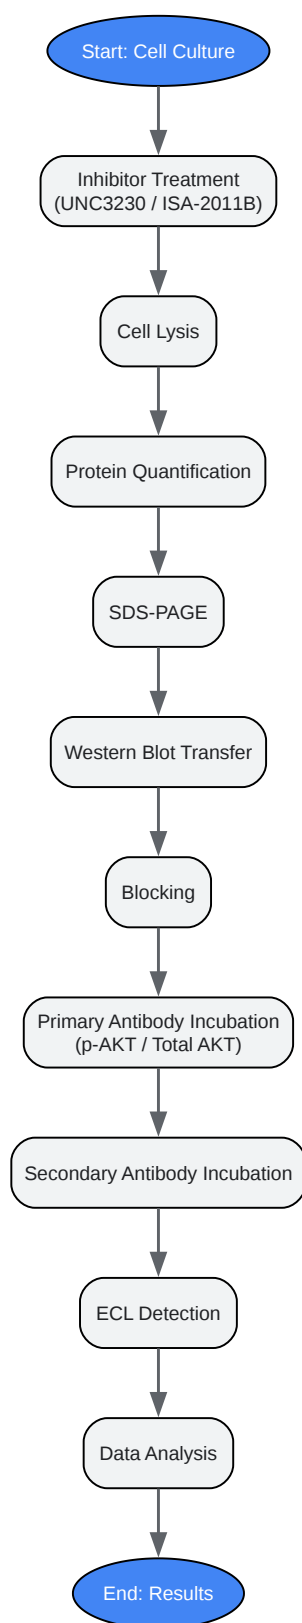 Start: Cell Culture
Inhibitor Treatment
(UNC3230 / ISA-2011B)
Cell Lysis
Protein Quantification
SDS-PAGE
Western Blot Transfer
Blocking
Primary Antibody Incubation
(p-AKT / Total AKT)
Secondary Antibody Incubation
ECL Detection
Data Analysis
End: Results